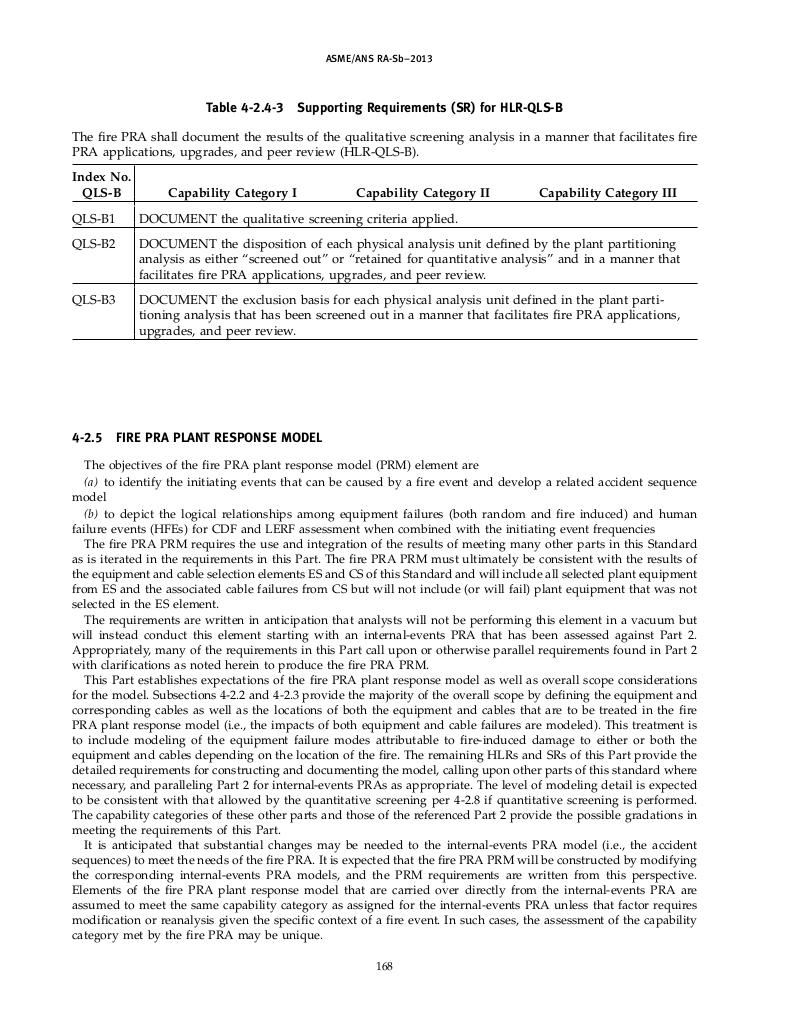 ASME/ANS RA-Sb–2013
Table 4-2.4-3 Supporting Requirements (SR) for HLR-QLS-B
The fire PRA shall document the results of the qualitative screening analysis in a manner that facilitates fire
PRA applications, upgrades, and peer review (HLR-QLS-B).
Index No.
QLS-B Capability Category I Capability Category II Capability Category III
QLS-B1 DOCUMENT the qualitative screening criteria applied.
QLS-B2 DOCUMENT the disposition of each physical analysis unit defined by the plant partitioning
analysis as either “screened out” or “retained for quantitative analysis” and in a manner that
facilitates fire PRA applications, upgrades, and peer review.
QLS-B3 DOCUMENT the exclusion basis for each physical analysis unit defined in the plant parti-
tioning analysis that has been screened out in a manner that facilitates fire PRA applications,
upgrades, and peer review.
4-2.5 FIRE PRA PLANT RESPONSE MODEL
The objectives of the fire PRA plant response model (PRM) element are
(a) to identify the initiating events that can be caused by a fire event and develop a related accident sequence
model
(b) to depict the logical relationships among equipment failures (both random and fire induced) and human
failure events (HFEs) for CDF and LERF assessment when combined with the initiating event frequencies
The fire PRA PRM requires the use and integration of the results of meeting many other parts in this Standard
as is iterated in the requirements in this Part. The fire PRA PRM must ultimately be consistent with the results of
the equipment and cable selection elements ES and CS of this Standard and will include all selected plant equipment
from ES and the associated cable failures from CS but will not include (or will fail) plant equipment that was not
selected in the ES element.
The requirements are written in anticipation that analysts will not be performing this element in a vacuum but
will instead conduct this element starting with an internal-events PRA that has been assessed against Part 2.
Appropriately, many of the requirements in this Part call upon or otherwise parallel requirements found in Part 2
with clarifications as noted herein to produce the fire PRA PRM.
This Part establishes expectations of the fire PRA plant response model as well as overall scope considerations
for the model. Subsections 4-2.2 and 4-2.3 provide the majority of the overall scope by defining the equipment and
corresponding cables as well as the locations of both the equipment and cables that are to be treated in the fire
PRA plant response model (i.e., the impacts of both equipment and cable failures are modeled). This treatment is
to include modeling of the equipment failure modes attributable to fire-induced damage to either or both the
equipment and cables depending on the location of the fire. The remaining HLRs and SRs of this Part provide the
detailed requirements for constructing and documenting the model, calling upon other parts of this standard where
necessary, and paralleling Part 2 for internal-events PRAs as appropriate. The level of modeling detail is expected
to be consistent with that allowed by the quantitative screening per 4-2.8 if quantitative screening is performed.
The capability categories of these other parts and those of the referenced Part 2 provide the possible gradations in
meeting the requirements of this Part.
It is anticipated that substantial changes may be needed to the internal-events PRA model (i.e., the accident
sequences) to meet the needs of the fire PRA. It is expected that the fire PRA PRM will be constructed by modifying
the corresponding internal-events PRA models, and the PRM requirements are written from this perspective.
Elements of the fire PRA plant response model that are carried over directly from the internal-events PRA are
assumed to meet the same capability category as assigned for the internal-events PRA unless that factor requires
modification or reanalysis given the specific context of a fire event. In such cases, the assessment of the capability
category met by the fire PRA may be unique.
168